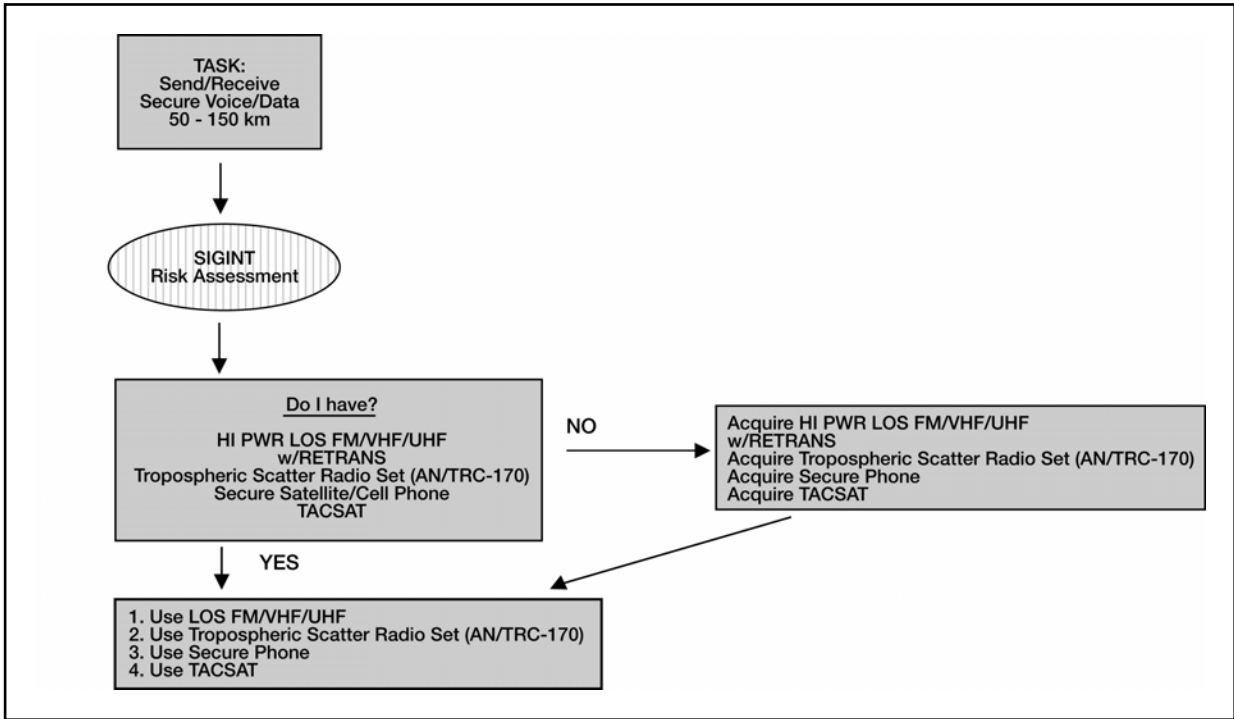 TASK:
Send/Receive
Secure Voice/Data
50 - 150 km
SIGINT
Risk Assessment
Do I have?
HI PWR LOS FM/VHF/UHF
w/RETRANS
Tropospheric Scatter Radio Set (AN/TRC-170)
Secure Satellite/Cell Phone
TACSAT
NO
Acquire HI PWR LOS FM/VHF/UHF
w/RETRANS
Acquire Tropospheric Scatter Radio Set (AN/TRC-170)
Acquire Secure Phone
Acquire TACSAT
YES
1. Use LOS FM/VHF/UHF
2. Use Tropospheric Scatter Radio Set (AN/TRC-170)
3. Use Secure Phone
4. Use TACSAT